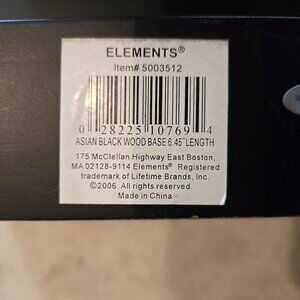 ELEMENTS®
Item# 5003512
0 28225 10769 4
ASIAN BLACK WOOD BASE 6.45" LENGTH
175 McClellan Highway East Boston,
MA 02128-9114 Elements® Registered
trademark of Lifetime Brands, Inc.
©2006. All rights reserved.
Made in China